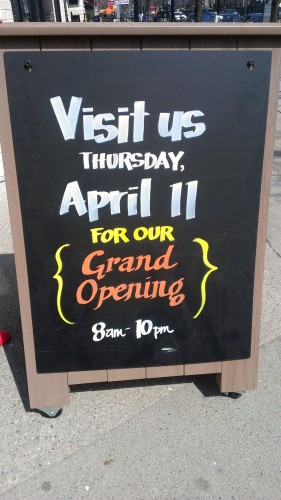 Visit us
THURSDAY,
April 11
FOR OUR
Grand
Opening
8am - 10pm